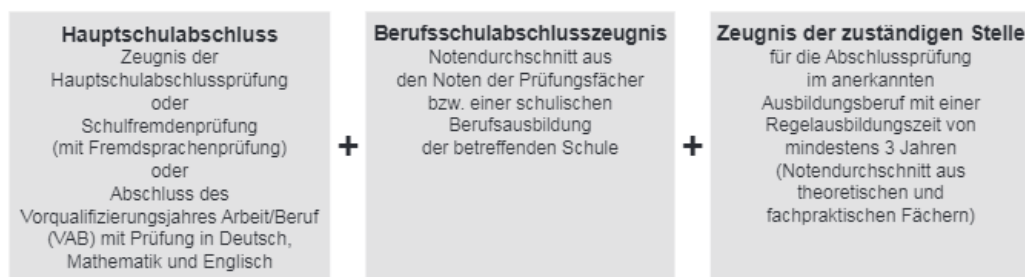 Hauptschulabschluss
Zeugnis der
Hauptschulabschlussprüfung
oder
Schulfremdenprüfung
(mit Fremdsprachenprüfung)
oder
Abschluss des
Vorqualifizierungsjahres Arbeit/Beruf
(VAB) mit Prüfung in Deutsch,
Mathematik und Englisch
+
Berufsschulabschlusszeugnis
Notendurchschnitt aus
den Noten der Prüfungsfächer
bzw. einer schulischen
Berufsausbildung
der betreffenden Schule
+
Zeugnis der zuständigen Stelle
für die Abschlussprüfung
im anerkannten
Ausbildungsberuf mit einer
Regelausbildungszeit von
mindestens 3 Jahren
(Notendurchschnitt aus
theoretischen und
fachpraktischen Fächern)